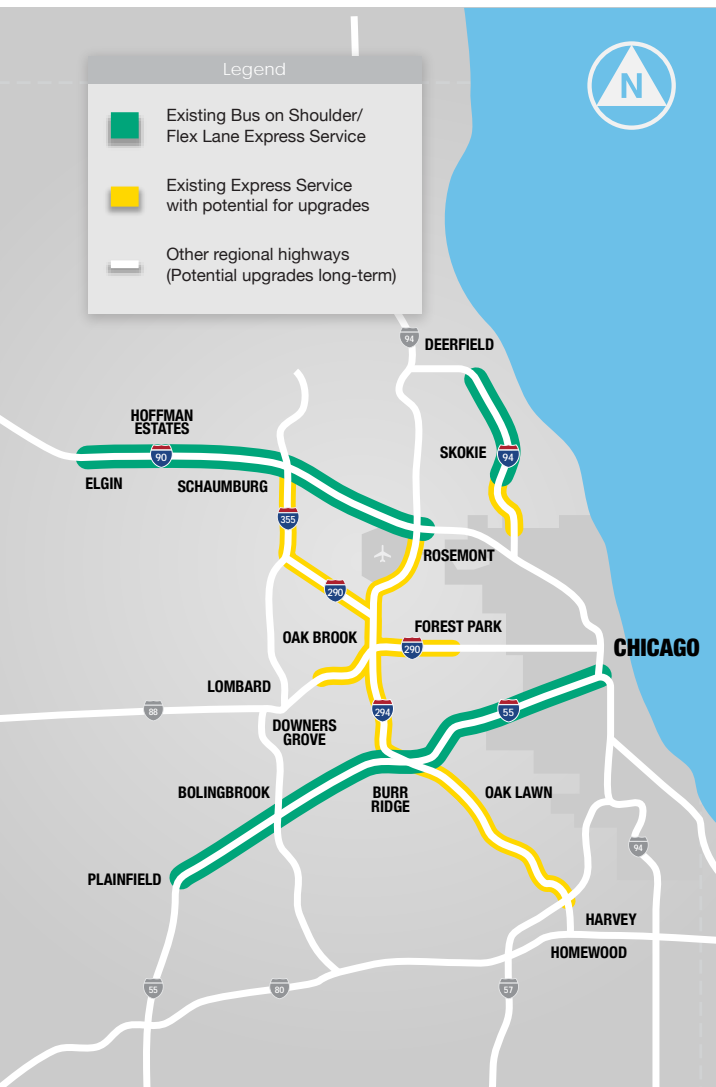 Legend
N
Existing Bus on Shoulder/
Flex Lane Express Service
Existing Express Service
with potential for upgrades
Other regional highways
(Potential upgrades long-term)
94
DEERFIELD
HOFFMAN
ESTATES
90
SKOKIE
94
ELGIN
SCHAUMBURG
355
ROSEMONT
290
OAK BROOK
FOREST PARK
290
CHICAGO
LOMBARD
88
294
55
DOWNERS
GROVE
BOLINGBROOK
BURR
RIDGE
OAK LAWN
94
PLAINFIELD
HARVEY
HOMEWOOD
55
80
57